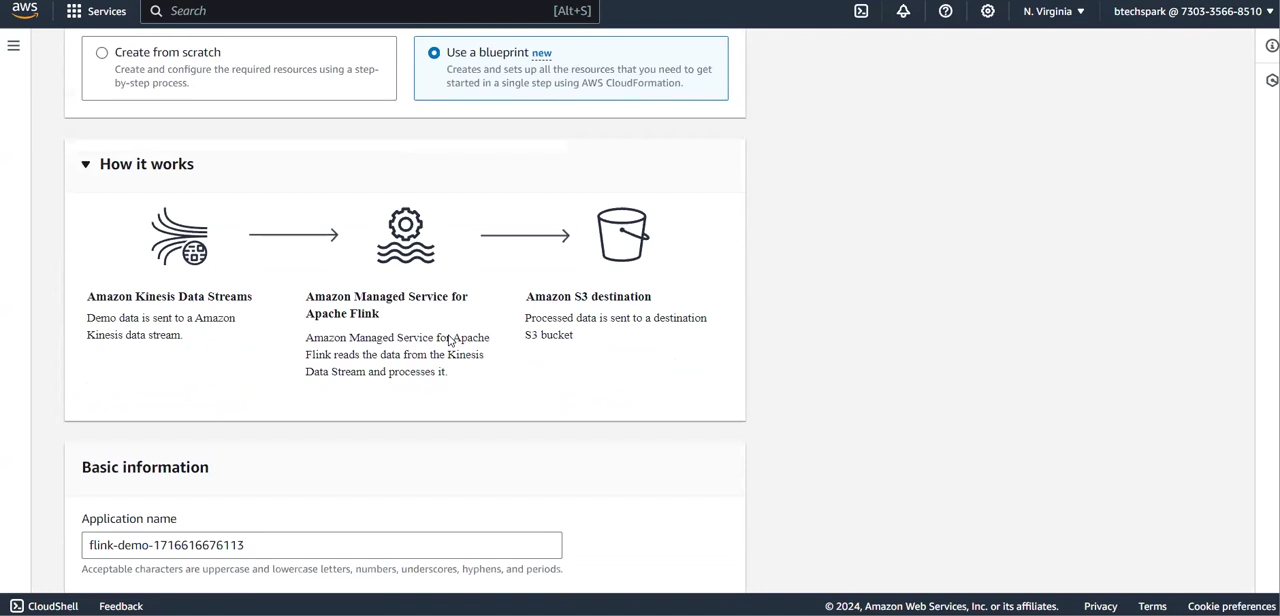 aws
Services
Search
[Alt+S]
N. Virginia
btechspark @ 7303-3566-8510
Create from scratch
Create and configure the required resources using a step-
by-step process.
Use a blueprint new
Creates and sets up all the resources that you need to get
started in a single step using AWS CloudFormation.
How it works
Amazon Kinesis Data Streams
Demo data is sent to a Amazon
Kinesis data stream.
Amazon Managed Service for
Apache Flink
Amazon Managed Service for Apache
Flink reads the data from the Kinesis
Data Stream and processes it.
Amazon S3 destination
Processed data is sent to a destination
S3 bucket
Basic information
Application name
flink-demo-1716616676113
Acceptable characters are uppercase and lowercase letters, numbers, underscores, hyphens, and periods.
CloudShell
Feedback
© 2024, Amazon Web Services, Inc. or its affiliates.
Privacy
Terms
Cookie preferences